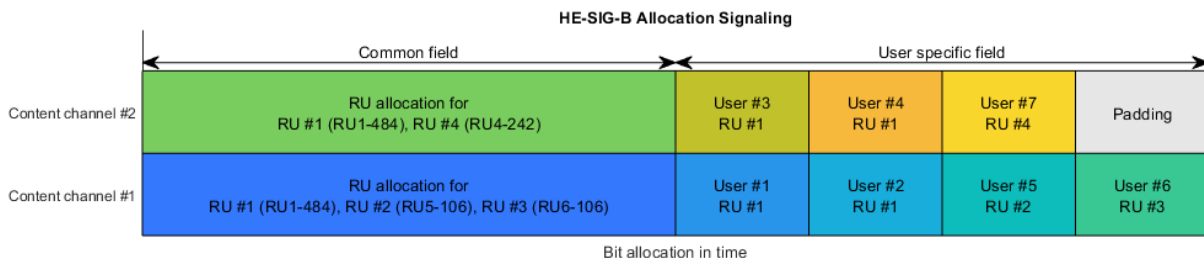 HE-SIG-B Allocation Signaling
Common field
User specific field
Content channel #2
RU allocation for
RU #1 (RU1-484), RU #4 (RU4-242)
User #3
RU #1
User #4
RU #1
User #7
RU #4
Padding
Content channel #1
RU allocation for
RU #1 (RU1-484), RU #2 (RU5-106), RU #3 (RU6-106)
User #1
RU #1
User #2
RU #1
User #5
RU #2
User #6
RU #3
Bit allocation in time